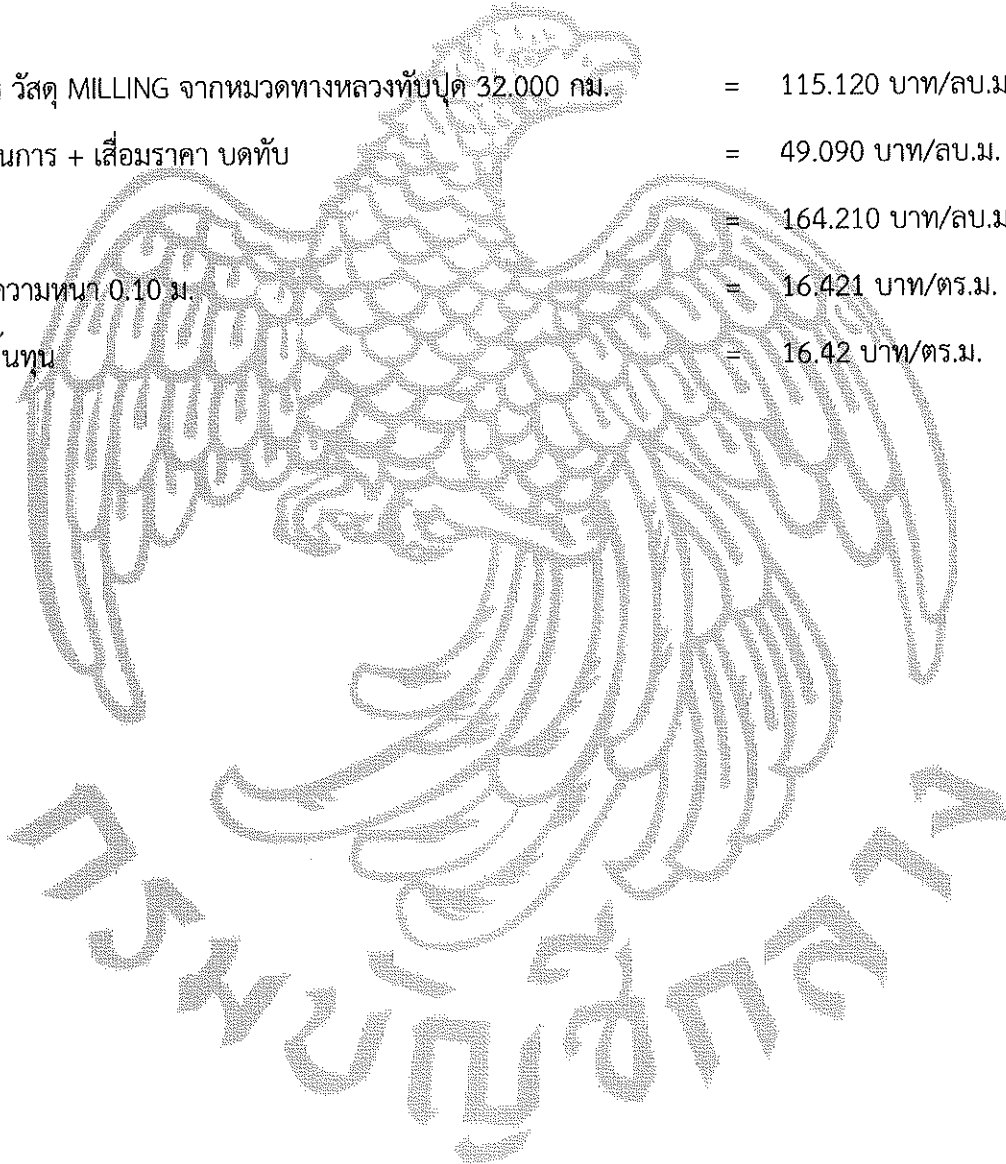 วัสดุ MILLING จากหมวดทางหลวงทับปุด 32.000 กม. = 115.120 บาท/ลบ.ม
นการ + เสื่อมราคา บดทับ = 49.090 บาท/ลบ.ม.
= 164.210 บาท/ลบ.ม
ความหนา 0.10 ม. = 16.421 บาท/ตร.ม.
้นทุน = 16.42 บาท/ตร.ม.
กรมบัญชีกลาง